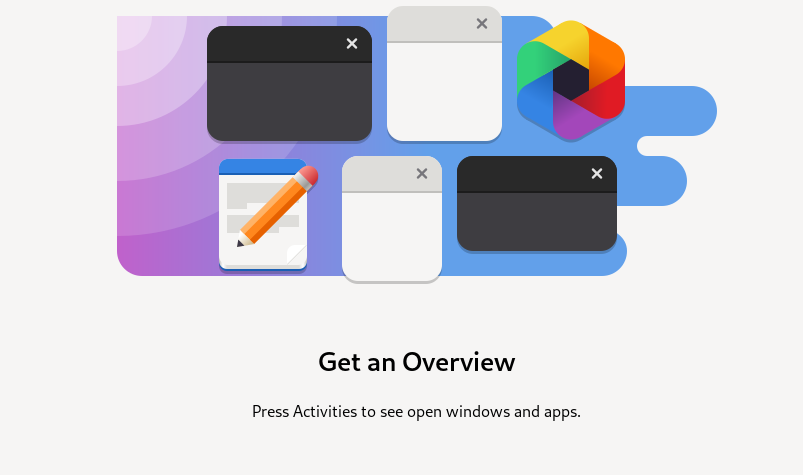 Get an Overview
Press Activities to see open windows and apps.